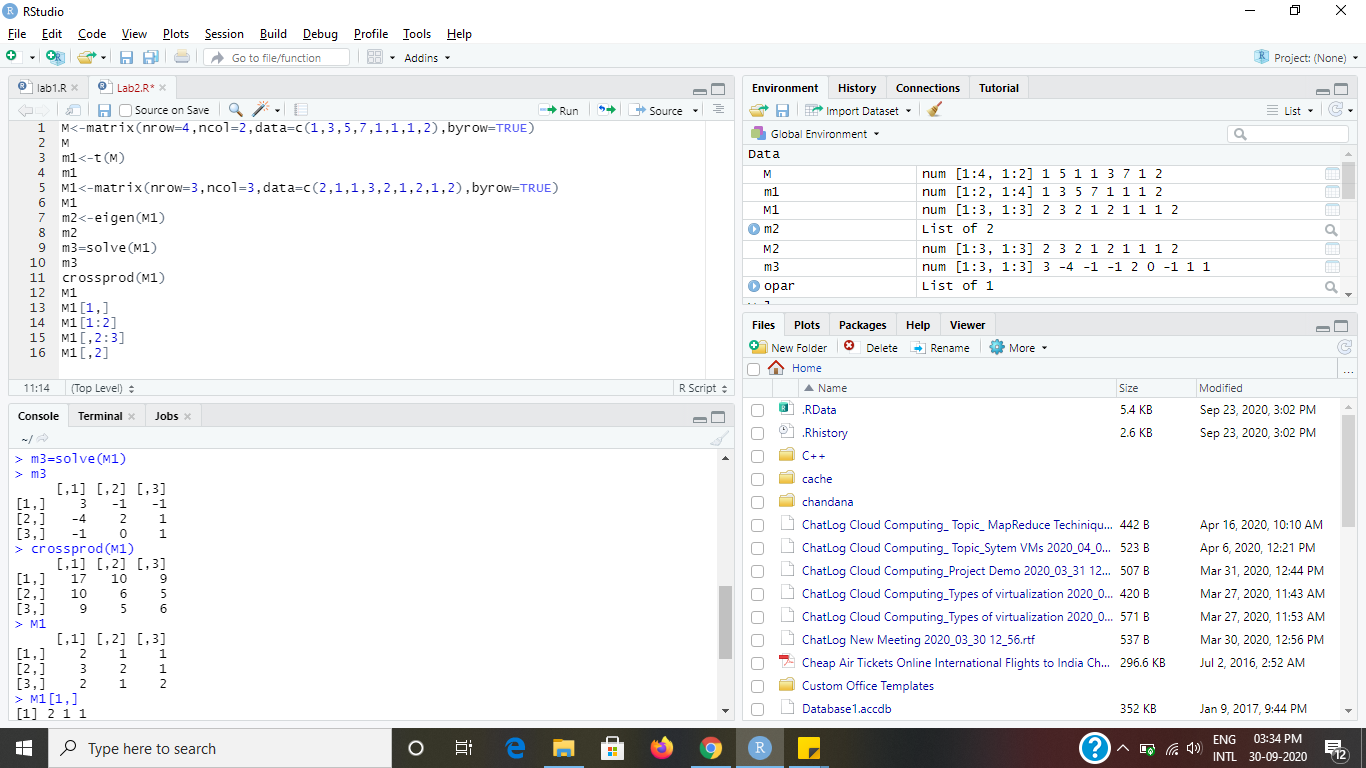 RStudio
File Edit Code View Plots Session Build Debug Profile Tools Help
Go to file/function Addins Project: (None)
lab1.R Lab2.R*
Source on Save Run Source
1 M<-matrix(nrow=4,ncol=2,data=c(1,3,5,7,1,1,1,2),byrow=TRUE)
2 M
3 m1<-t(M)
4 m1
5 M1<-matrix(nrow=3,ncol=3,data=c(2,1,1,3,2,1,2,1,2),byrow=TRUE)
6 M1
7 m2<-eigen(M1)
8 m2
9 m3=solve(M1)
10 m3
11 crossprod(M1)
12 M1
13 M1[1,]
14 M1[1:2]
15 M1[,2:3]
16 M1[,2]
11:14 (Top Level) R Script
Console Terminal Jobs
~/
> m3=solve(M1)
> m3
[,1] [,2] [,3]
[1,] 3 -1 -1
[2,] -4 2 1
[3,] -1 0 1
> crossprod(M1)
[,1] [,2] [,3]
[1,] 17 10 9
[2,] 10 6 5
[3,] 9 5 6
> M1
[,1] [,2] [,3]
[1,] 2 1 1
[2,] 3 2 1
[3,] 2 1 2
> M1[1,]
[1] 2 1 1
Environment History Connections Tutorial
Import Dataset List
Global Environment
Data
M num [1:4, 1:2] 1 5 1 1 3 7 1 2
m1 num [1:2, 1:4] 1 3 5 7 1 1 1 2
M1 num [1:3, 1:3] 2 3 2 1 2 1 1 1 2
m2 List of 2
M2 num [1:3, 1:3] 2 3 2 1 2 1 1 1 2
m3 num [1:3, 1:3] 3 -4 -1 -1 2 0 -1 1 1
opar List of 1
Files Plots Packages Help Viewer
New Folder Delete Rename More
Home ...
Name Size Modified
.RData 5.4 KB Sep 23, 2020, 3:02 PM
.Rhistory 2.6 KB Sep 23, 2020, 3:02 PM
C++
cache
chandana
ChatLog Cloud Computing_ Topic_ MapReduce Techiniqu... 442 B Apr 16, 2020, 10:10 AM
ChatLog Cloud Computing_ Topic_Sytem VMs 2020_04_0... 523 B Apr 6, 2020, 12:21 PM
ChatLog Cloud Computing_Project Demo 2020_03_31 12... 507 B Mar 31, 2020, 12:44 PM
ChatLog Cloud Computing_Types of virtualization 2020_0... 420 B Mar 27, 2020, 11:43 AM
ChatLog Cloud Computing_Types of virtualization 2020_0... 571 B Mar 27, 2020, 11:53 AM
ChatLog New Meeting 2020_03_30 12_56.rtf 537 B Mar 30, 2020, 12:56 PM
Cheap Air Tickets Online International Flights to India Ch... 296.6 KB Jul 2, 2016, 2:52 AM
Custom Office Templates
Database1.accdb 352 KB Jan 9, 2017, 9:44 PM
Type here to search
ENG 03:34 PM
INTL 30-09-2020
12